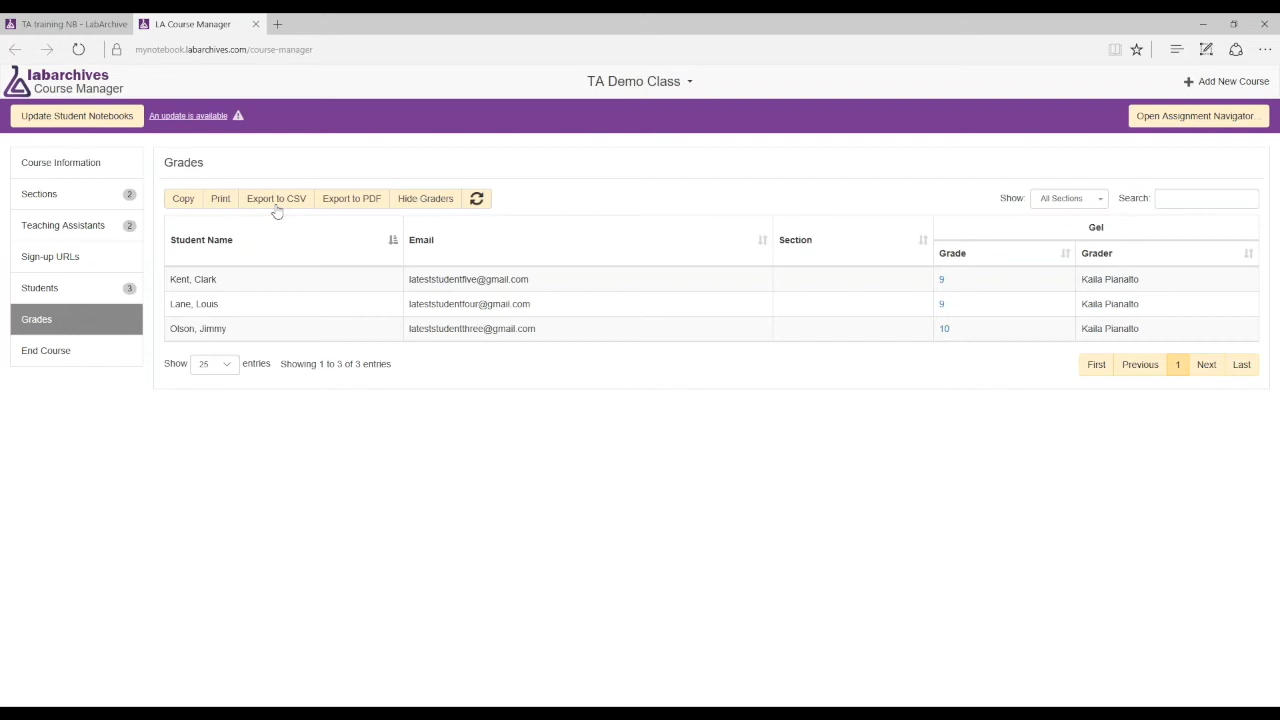 TA training NB - LabArchive
LA Course Manager
mynotebook.labarchives.com/course-manager
labarchives
Course Manager
TA Demo Class
Add New Course
Update Student Notebooks
An update is available
Open Assignment Navigator...
Course Information
Sections 2
Teaching Assistants 2
Sign-up URLs
Students 3
Grades
End Course
Grades
Copy Print Export to CSV Export to PDF Hide Graders
Show: All Sections Search:
Gel
Student Name Email Section Grade Grader
Kent, Clark lateststudentfive@gmail.com 9 Kaila Pianalto
Lane, Louis lateststudentfour@gmail.com 9 Kaila Pianalto
Olson, Jimmy lateststudentthree@gmail.com 10 Kaila Pianalto
Show 25 entries Showing 1 to 3 of 3 entries
First Previous 1 Next Last